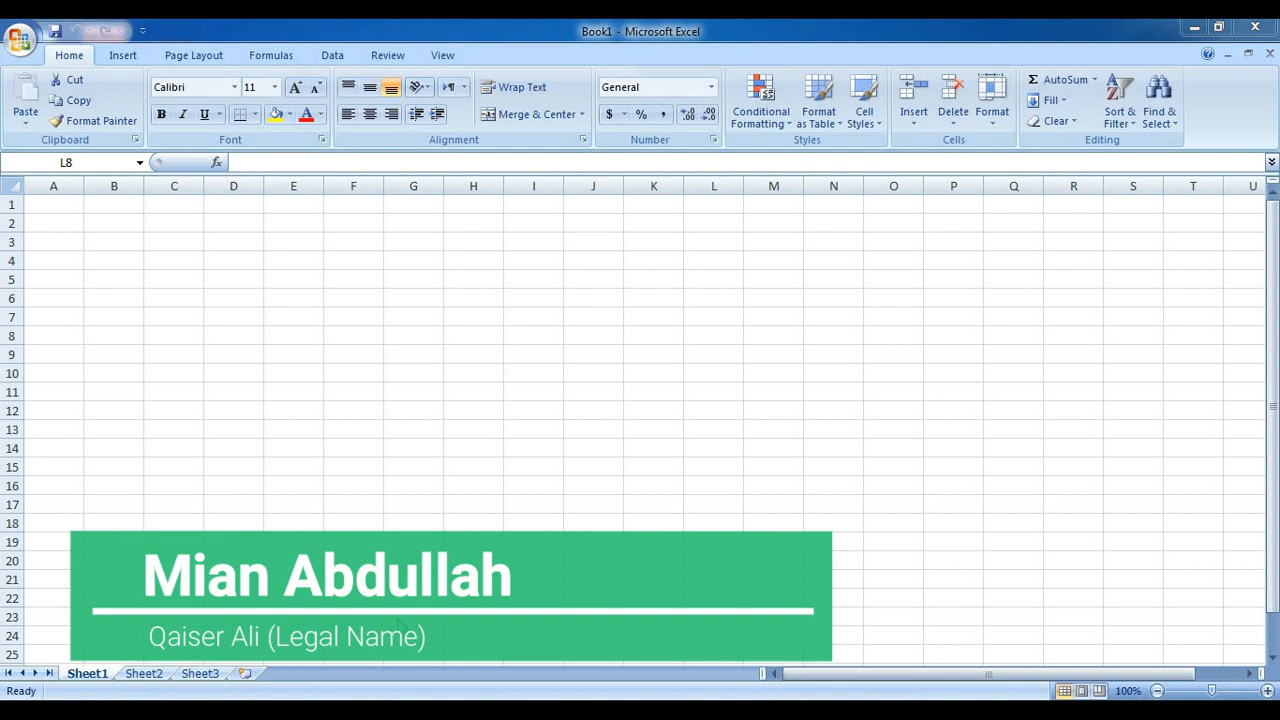 Book1 - Microsoft Excel
Home Insert Page Layout Formulas Data Review View
Paste Cut Calibri 11 Wrap Text General Conditional Formatting Format as Table Cell Styles Insert Delete Format AutoSum Sort & Filter Find & Select
Copy Fill
Format Painter B I U A Merge & Center $ % , Clear
Clipboard Font Alignment Number Styles Cells Editing
L8 fx
A B C D E F G H I J K L M N O P Q R S T U
1
2
3
4
5
6
7
8
9
10
11
12
13
14
15
16
17
18
19
20
21
22
23
24
25
Mian Abdullah
Qaiser Ali (Legal Name)
Sheet1 Sheet2 Sheet3
Ready 100%